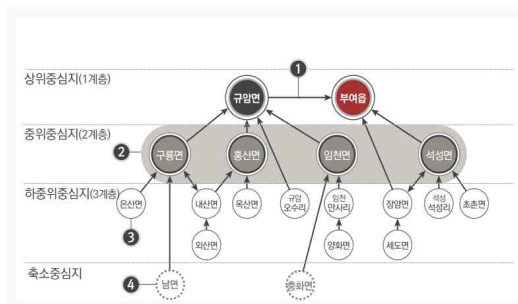 상위중심지(1계층)
1
규암면
부여읍
중위중심지(2계층)
2
구룡면
홍산면
임천면
석성면
하중위중심지(3계층)
은산면
내산면
옥산면
규암
오수리
임천
만사리
장암면
석성
석성리
초촌면
3
외산면
양화면
세도면
축소중심지
4
남면
충화면